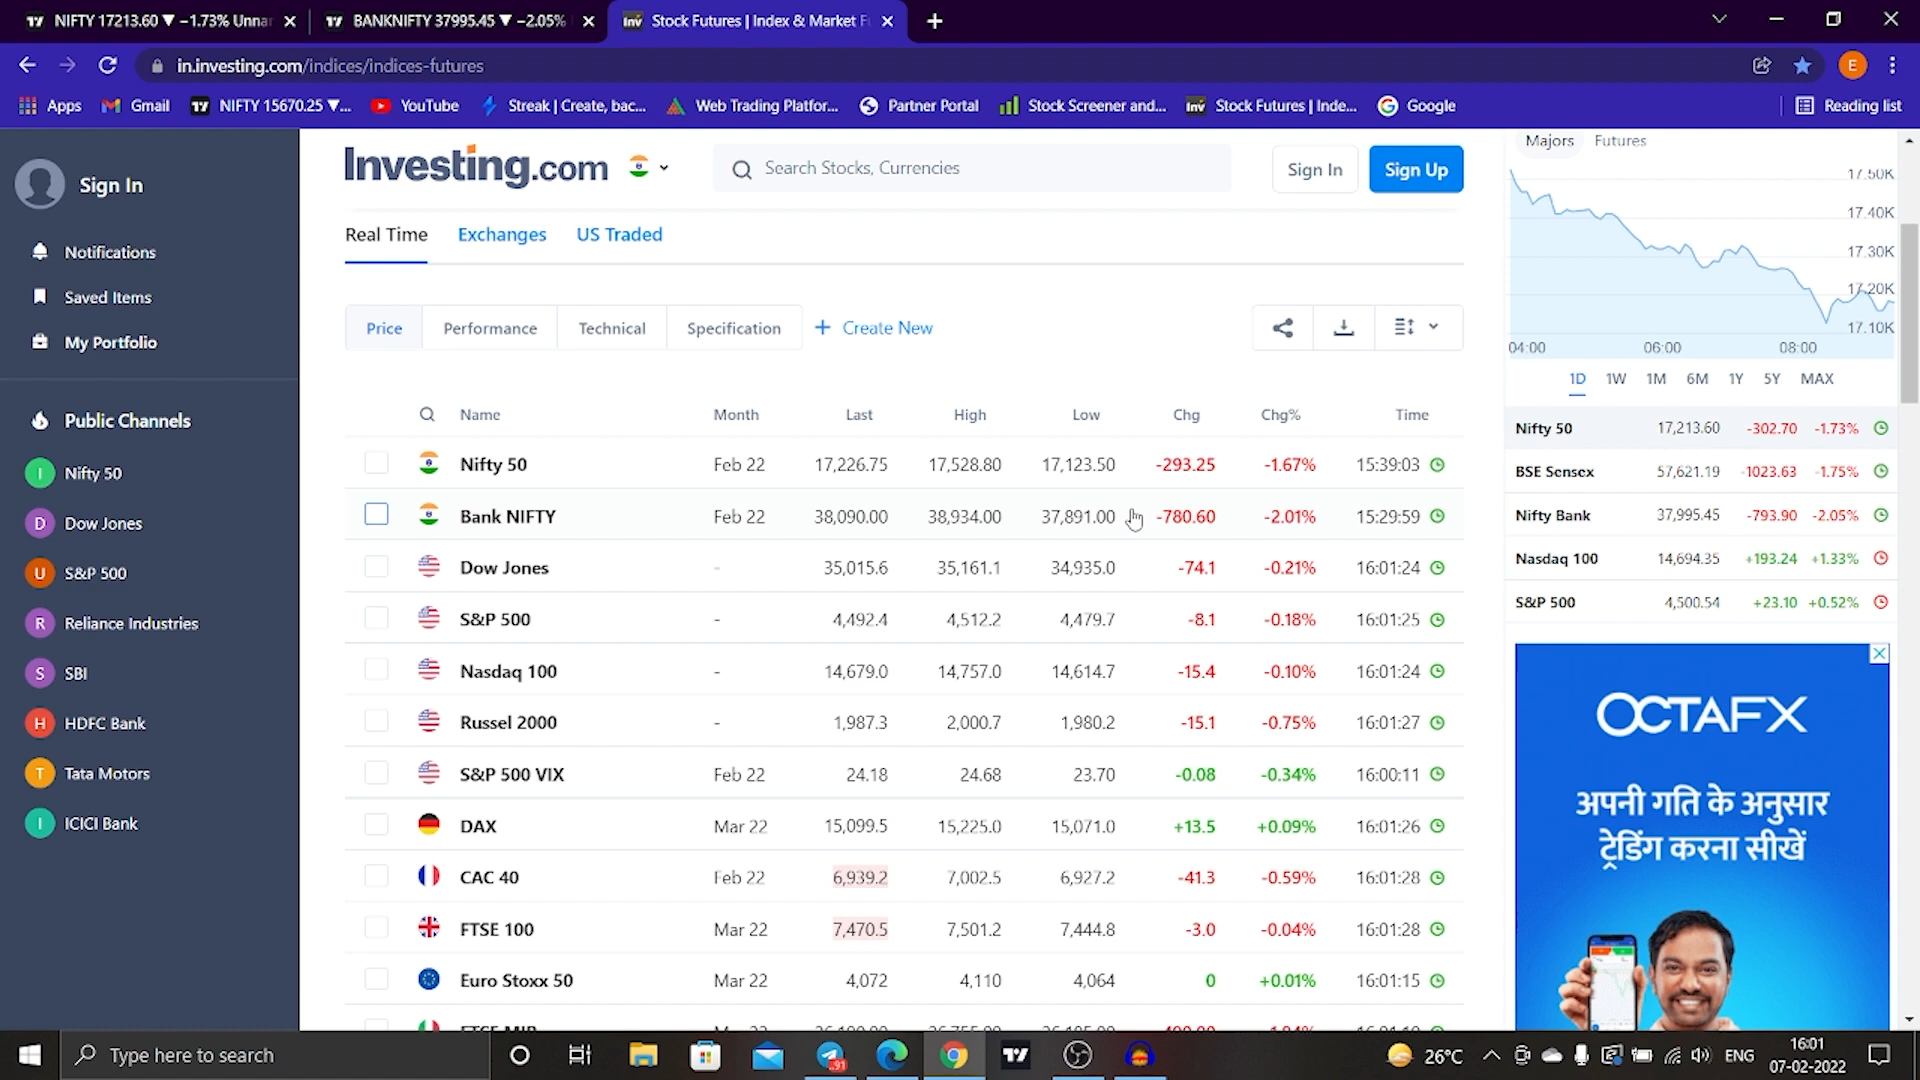 NIFTY 17213.60 ▼ −1.73% Unnar
BANKNIFTY 37995.45 ▼ −2.05%
Inv Stock Futures | Index & Market F
in.investing.com/indices/indices-futures
E
Apps
Gmail
NIFTY 15670.25 ▼...
YouTube
Streak | Create, bac...
Web Trading Platfor...
Partner Portal
Stock Screener and...
Inv Stock Futures | Inde...
Google
Reading list
Sign In
Notifications
Saved Items
My Portfolio
Public Channels
I Nifty 50
D Dow Jones
U S&P 500
R Reliance Industries
S SBI
H HDFC Bank
T Tata Motors
I ICICI Bank
Investing.com
Search Stocks, Currencies
Sign In
Sign Up
Real Time Exchanges US Traded
Price Performance Technical Specification + Create New
Name Month Last High Low Chg Chg% Time
Nifty 50 Feb 22 17,226.75 17,528.80 17,123.50 -293.25 -1.67% 15:39:03
Bank NIFTY Feb 22 38,090.00 38,934.00 37,891.00 -780.60 -2.01% 15:29:59
Dow Jones - 35,015.6 35,161.1 34,935.0 -74.1 -0.21% 16:01:24
S&P 500 - 4,492.4 4,512.2 4,479.7 -8.1 -0.18% 16:01:25
Nasdaq 100 - 14,679.0 14,757.0 14,614.7 -15.4 -0.10% 16:01:24
Russel 2000 - 1,987.3 2,000.7 1,980.2 -15.1 -0.75% 16:01:27
S&P 500 VIX Feb 22 24.18 24.68 23.70 -0.08 -0.34% 16:00:11
DAX Mar 22 15,099.5 15,225.0 15,071.0 +13.5 +0.09% 16:01:26
CAC 40 Feb 22 6,939.2 7,002.5 6,927.2 -41.3 -0.59% 16:01:28
FTSE 100 Mar 22 7,470.5 7,501.2 7,444.8 -3.0 -0.04% 16:01:28
Euro Stoxx 50 Mar 22 4,072 4,110 4,064 0 +0.01% 16:01:15
Majors Futures
17.50K
17.40K
17.30K
17.20K
17.10K
04:00 06:00 08:00
1D 1W 1M 6M 1Y 5Y MAX
Nifty 50 17,213.60 -302.70 -1.73%
BSE Sensex 57,621.19 -1023.63 -1.75%
Nifty Bank 37,995.45 -793.90 -2.05%
Nasdaq 100 14,694.35 +193.24 +1.33%
S&P 500 4,500.54 +23.10 +0.52%
OCTAFX
अपनी गति के अनुसार
ट्रेडिंग करना सीखें
Type here to search
91
26°C
ENG
16:01
07-02-2022